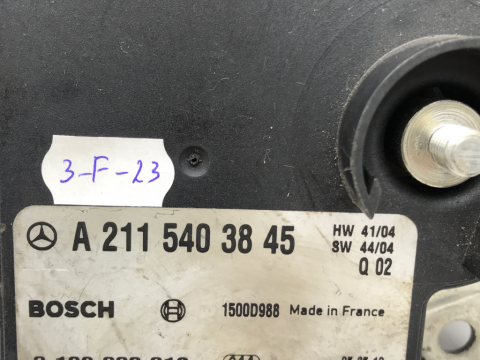 3-F-23
A 211 540 38 45
HW 41/04
SW 44/04
Q 02
BOSCH
1500D988 Made in France